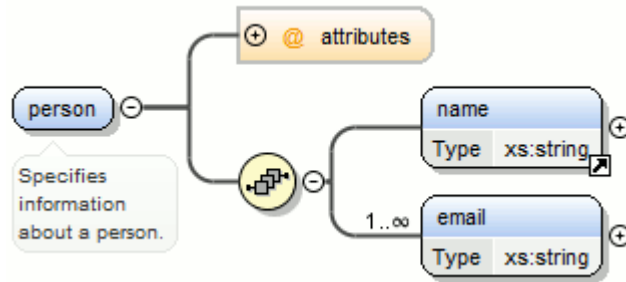 @ attributes
person
name
Type xs:string
Specifies
information
about a person.
1..∞
email
Type xs:string